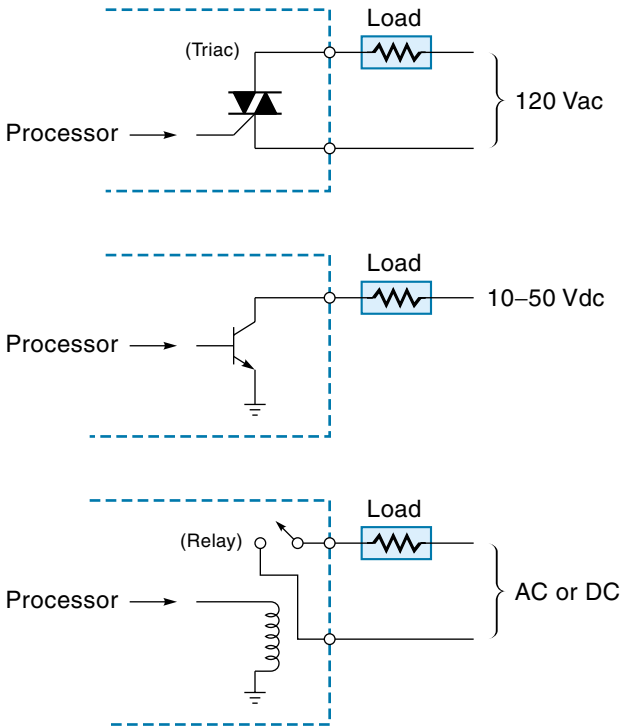 Load
(Triac)
120 Vac
Processor
Load
10–50 Vdc
Processor
Load
(Relay)
AC or DC
Processor